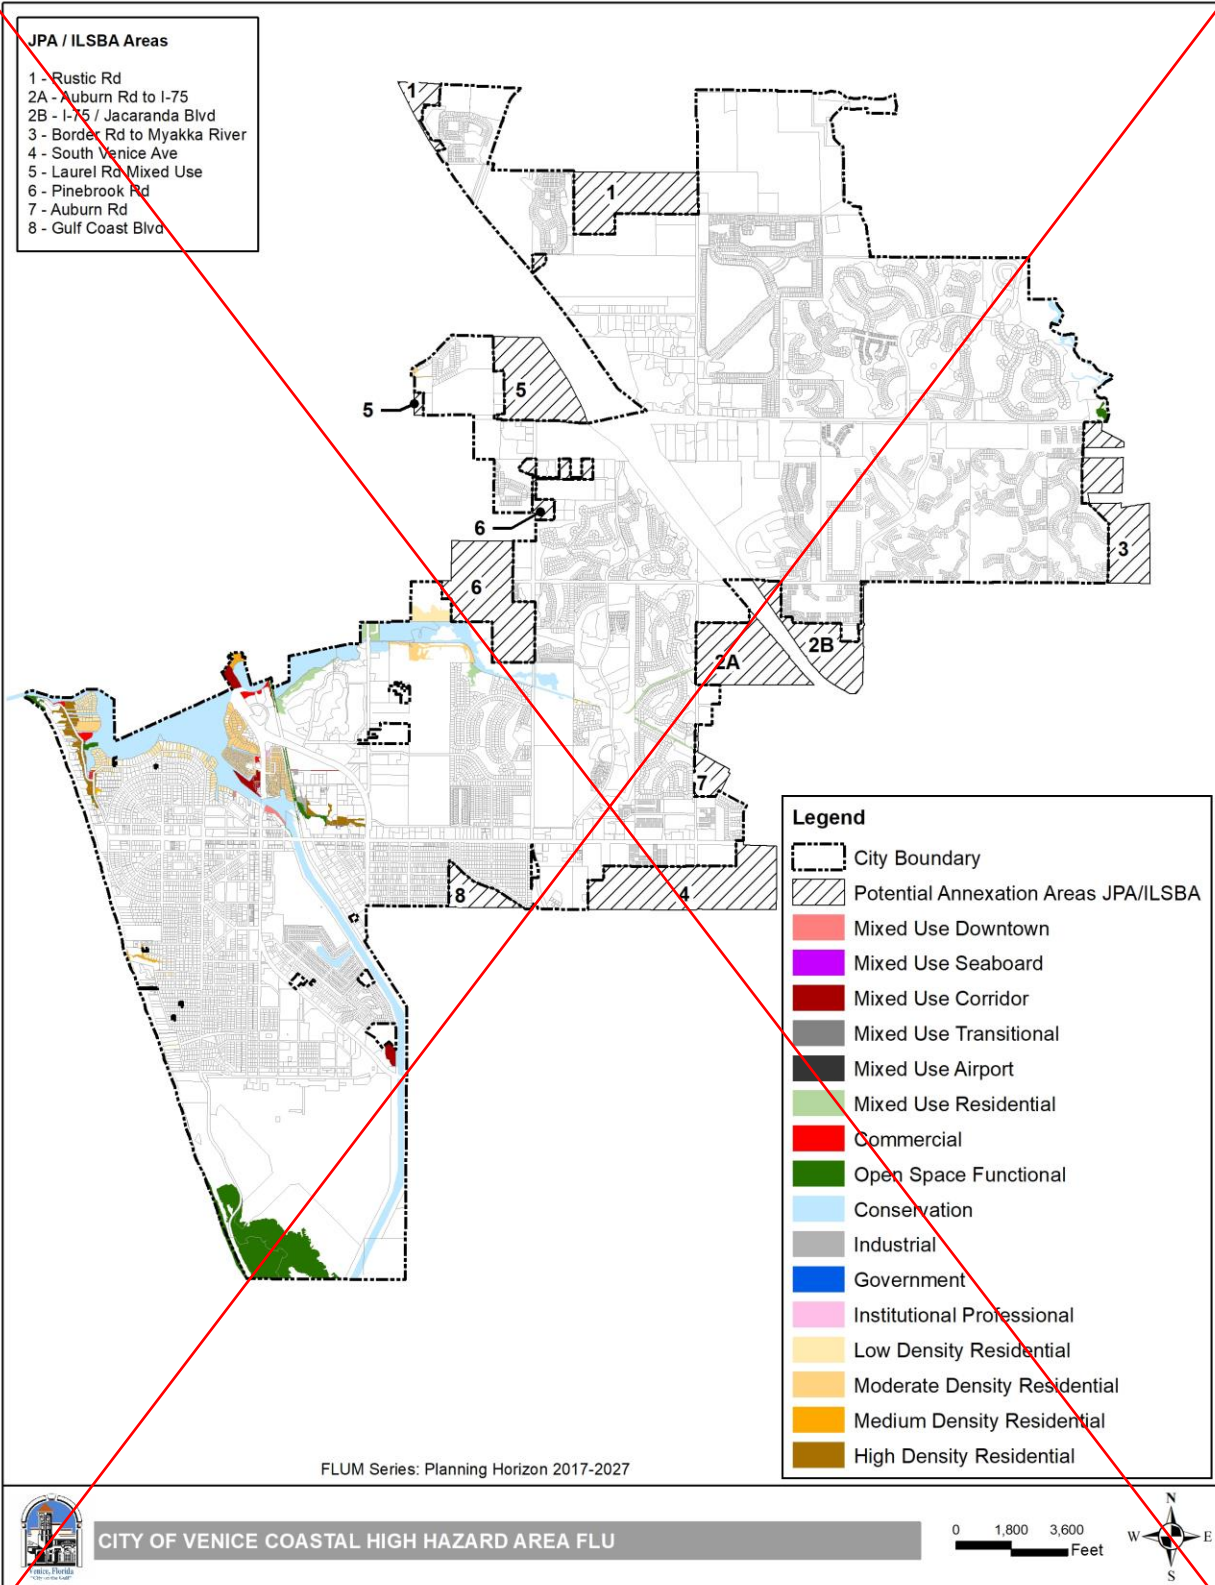 JPA / ILSBA Areas
1 - Rustic Rd
2A - Auburn Rd to I-75
2B - I-75 / Jacaranda Blvd
3 - Border Rd to Myakka River
4 - South Venice Ave
5 - Laurel Rd Mixed Use
6 - Pinebrook Rd
7 - Auburn Rd
8 - Gulf Coast Blvd
1
1
5
5
6
3
6
2B
2A
7
8
4
Legend
City Boundary
Potential Annexation Areas JPA/ILSBA
Mixed Use Downtown
Mixed Use Seaboard
Mixed Use Corridor
Mixed Use Transitional
Mixed Use Airport
Mixed Use Residential
Commercial
Open Space Functional
Conservation
Industrial
Government
Institutional Professional
Low Density Residential
Moderate Density Residential
Medium Density Residential
High Density Residential
FLUM Series: Planning Horizon 2017-2027
Venice, Florida
"City on the Gulf"
CITY OF VENICE COASTAL HIGH HAZARD AREA FLU
0 1,800 3,600
Feet
N
W E
S